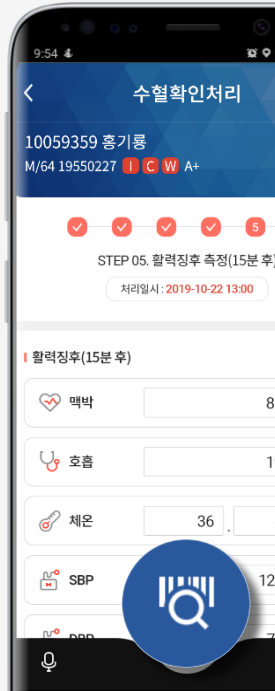 9:54
수혈확인처리
10059359 홍기룡
M/64 19550227 I C W A+
5
STEP 05. 활력징후 측정(15분 후)
처리일시 : 2019-10-22 13:00
활력징후(15분 후)
맥박 8
호흡 1
체온 36 .
SBP 12
DBP 7